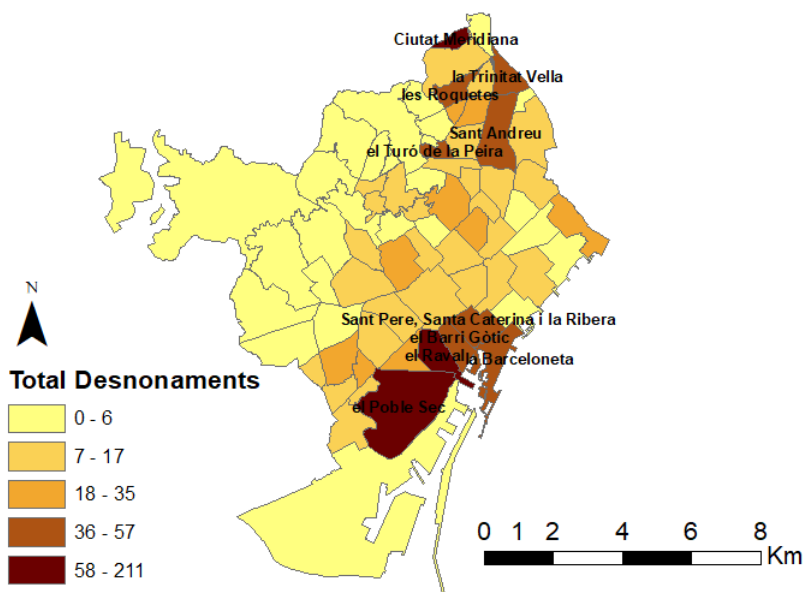 Ciutat Meridiana
la Trinitat Vella
les Roquetes
Sant Andreu
el Turó de la Peira
N
Sant Pere, Santa Caterina i la Ribera
el Barri Gòtic
el Raval
la Barceloneta
Total Desnonaments
el Poble Sec
0 - 6
7 - 17
18 - 35
36 - 57
58 - 211
0 1 2 4 6 8
Km